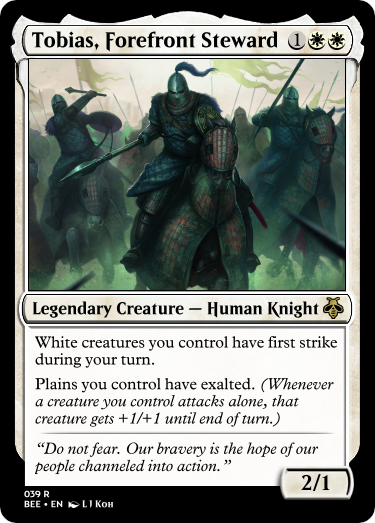 Tobias, Forefront Steward 1
Legendary Creature — Human Knight
White creatures you control have first strike
during your turn.
Plains you control have exalted. (Whenever
a creature you control attacks alone, that
creature gets +1/+1 until end of turn.)
“Do not fear. Our bravery is the hope of our
people channeled into action.”
2/1
039 R
BEE • EN LJ Koh